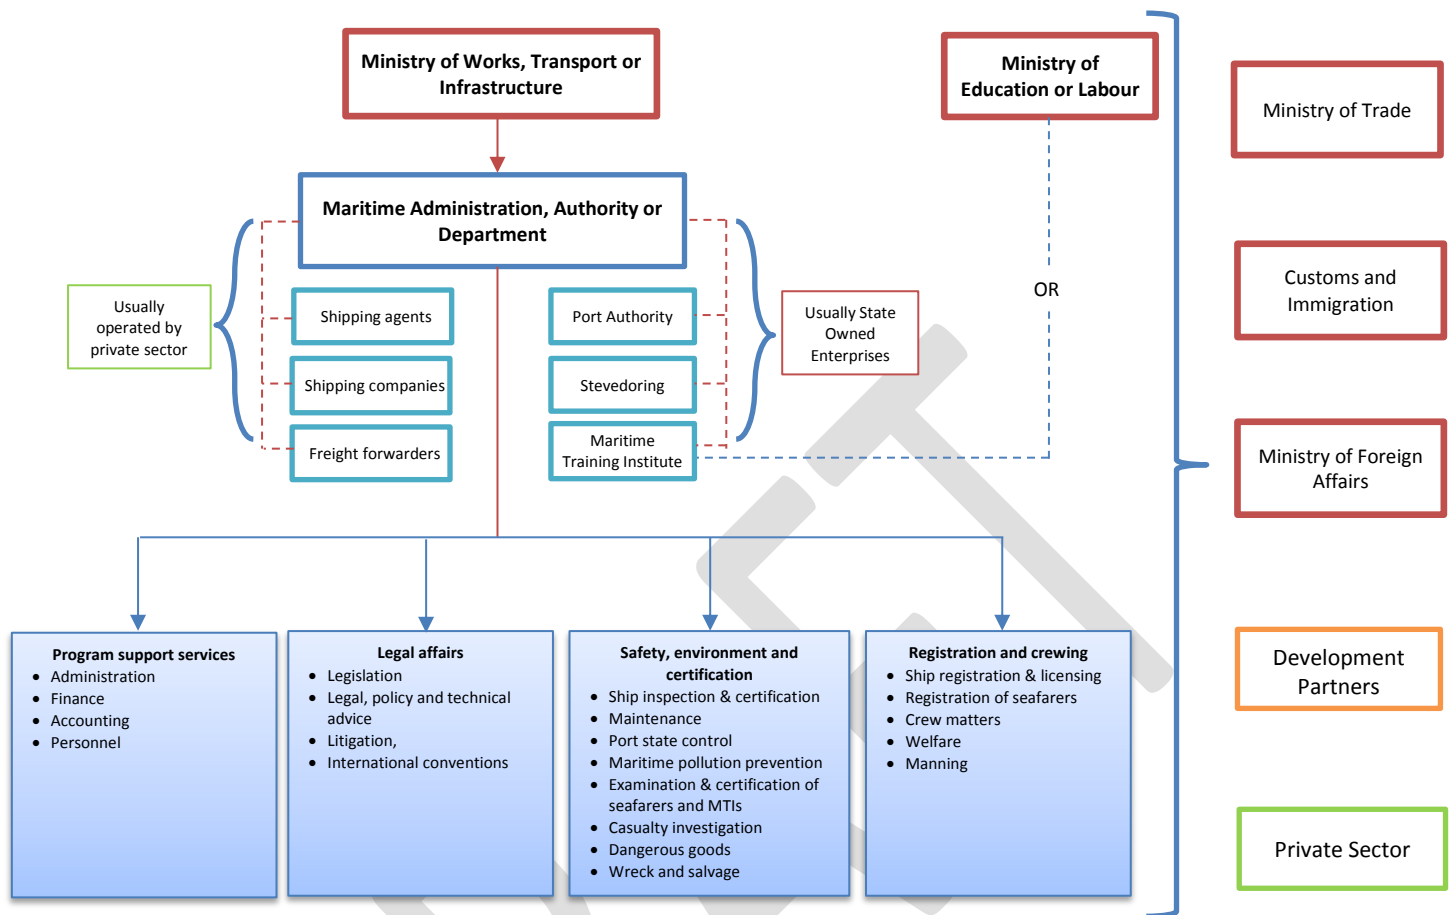 Ministry of Works, Transport or
Infrastructure
Ministry of
Education or Labour
Ministry of Trade
Maritime Administration, Authority or
Department
Customs and
Immigration
Usually
operated by
private sector
Shipping agents
Port Authority
Usually State
Owned
Enterprises
OR
Shipping companies
Stevedoring
Freight forwarders
Maritime
Training Institute
Ministry of Foreign
Affairs
Program support services
• Administration
• Finance
• Accounting
• Personnel
Legal affairs
• Legislation
• Legal, policy and technical
advice
• Litigation,
• International conventions
Safety, environment and
certification
• Ship inspection & certification
• Maintenance
• Port state control
• Maritime pollution prevention
• Examination & certification of
seafarers and MTIs
• Casualty investigation
• Dangerous goods
• Wreck and salvage
Registration and crewing
• Ship registration & licensing
• Registration of seafarers
• Crew matters
• Welfare
• Manning
Development
Partners
Private Sector